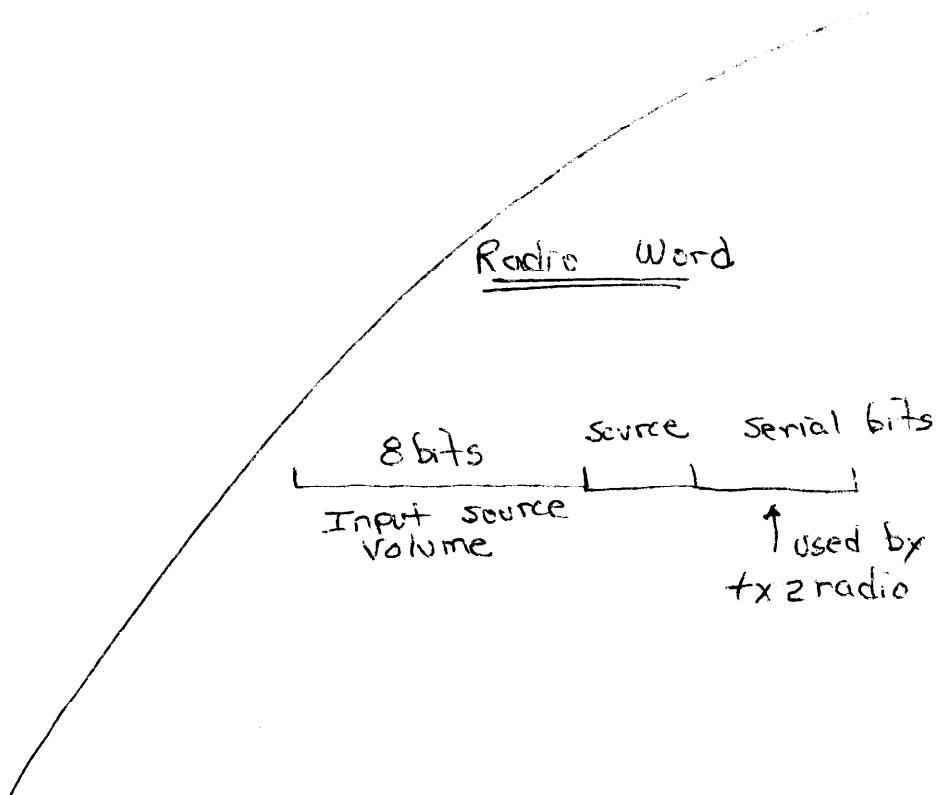 Radio Word
8 bits source serial bits
Input source
volume
used by
tx 2 radio